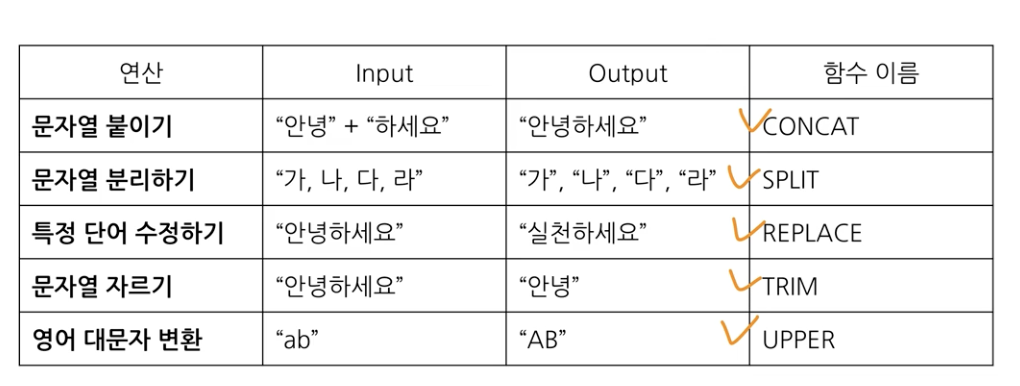 연산 Input Output 함수 이름
문자열 붙이기 “안녕” + “하세요” “안녕하세요” CONCAT
문자열 분리하기 “가, 나, 다, 라” “가”, “나”, “다”, “라” SPLIT
특정 단어 수정하기 “안녕하세요” “실천하세요” REPLACE
문자열 자르기 “안녕하세요” “안녕” TRIM
영어 대문자 변환 “ab” “AB” UPPER